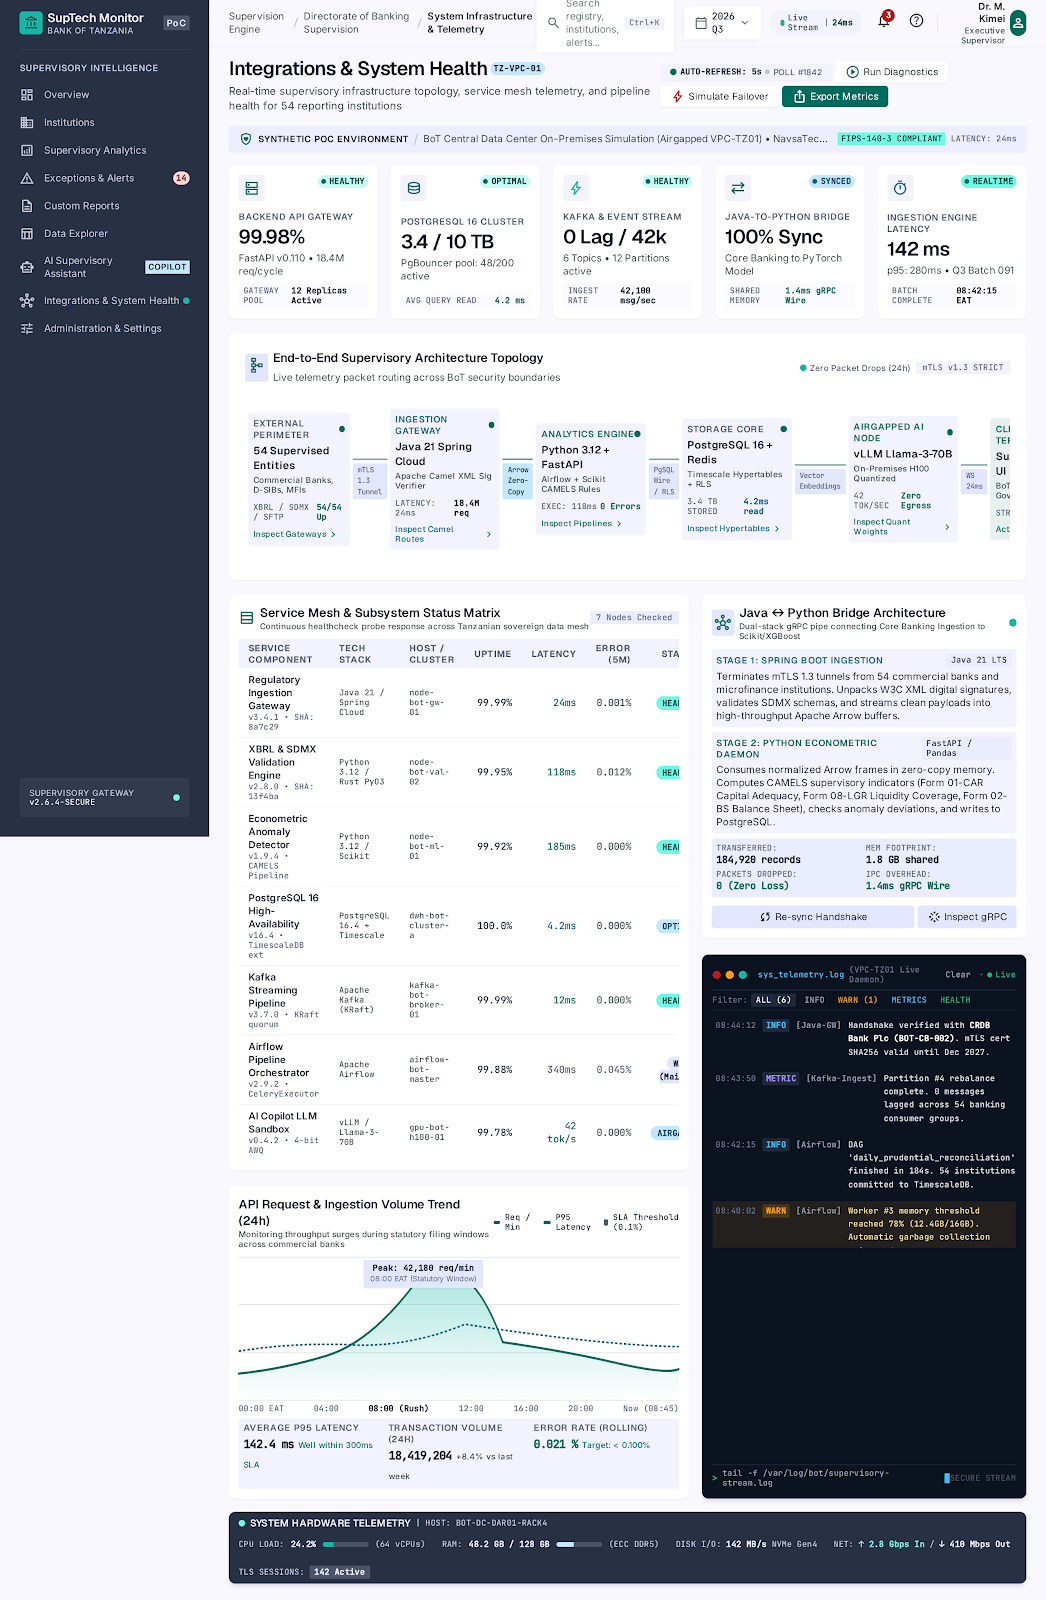 SupTech Monitor
BANK OF TANZANIA
PoC
SUPERVISORY INTELLIGENCE
Overview
Institutions
Supervisory Analytics
Exceptions & Alerts
14
Custom Reports
Data Explorer
AI Supervisory
Assistant
COPILOT
Integrations & System Health
Administration & Settings
SUPERVISORY GATEWAY
v2.6.4-SECURE
Supervision
Engine
/
Directorate of Banking
Supervision
/
System Infrastructure
& Telemetry
Search
registry,
institutions,
alerts...
Ctrl+K
2026
Q3
Live
Stream
| 24ms
3
Dr. M.
Kimei
Executive
Supervisor
Integrations & System Health
TZ-VPC-01
Real-time supervisory infrastructure topology, service mesh telemetry, and pipeline
health for 54 reporting institutions
AUTO-REFRESH: 5s POLL #1842
Run Diagnostics
Simulate Failover
Export Metrics
SYNTHETIC POC ENVIRONMENT / BoT Central Data Center On-Premises Simulation (Airgapped VPC-TZ01) • NavsaTec...
FIPS-140-3 COMPLIANT
LATENCY: 24ms
HEALTHY
BACKEND API GATEWAY
99.98%
FastAPI v0.110 • 18.4M
req/cycle
GATEWAY
POOL
12 Replicas
Active
OPTIMAL
POSTGRESQL 16 CLUSTER
3.4 / 10 TB
PgBouncer pool: 48/200
active
AVG QUERY READ
4.2 ms
HEALTHY
KAFKA & EVENT STREAM
0 Lag / 42k
6 Topics • 12 Partitions
active
INGEST
RATE
42,100
msg/sec
SYNCED
JAVA-TO-PYTHON BRIDGE
100% Sync
Core Banking to PyTorch
Model
SHARED
MEMORY
1.4ms gRPC
Wire
REALTIME
INGESTION ENGINE
LATENCY
142 ms
p95: 280ms • Q3 Batch 091
BATCH
COMPLETE
08:42:15
EAT
End-to-End Supervisory Architecture Topology
Live telemetry packet routing across BoT security boundaries
Zero Packet Drops (24h)
mTLS v1.3 STRICT
EXTERNAL
PERIMETER
54 Supervised
Entities
Commercial Banks,
D-SIBs, MFIs
XBRL / SDMX
/ SFTP
54/54
Up
Inspect Gateways
mTLS
1.3
Tunnel
INGESTION
GATEWAY
Java 21 Spring
Cloud
Apache Camel XML Sig
Verifier
LATENCY:
24ms
18.4M
req
Inspect Camel
Routes
Arrow
Zero-
Copy
ANALYTICS ENGINE
Python 3.12 +
FastAPI
Airflow + Scikit
CAMELS Rules
EXEC: 118ms
0 Errors
Inspect Pipelines
PgSQL
Wire
/ RLS
STORAGE CORE
PostgreSQL 16 +
Redis
Timescale Hypertables
+ RLS
3.4 TB
STORED
4.2ms
read
Inspect Hypertables
Vector
Embeddings
AIRGAPPED AI
NODE
vLLM Llama-3-70B
On-Premises H100
Quantized
42
TOK/SEC
Zero
Egress
Inspect Quant
Weights
WS
24ms
CLE
TER
Su
UI
BoT
Gov
STR
Act
Service Mesh & Subsystem Status Matrix
Continuous healthcheck probe response across Tanzanian sovereign data mesh
7 Nodes Checked
SERVICE
COMPONENT
TECH
STACK
HOST /
CLUSTER
UPTIME
LATENCY
ERROR
(5M)
STA
Regulatory
Ingestion
Gateway
v3.4.1 • SHA:
8a7c29
Java 21 /
Spring
Cloud
node-
bot-gw-
01
99.99%
24ms
0.001%
HEA
XBRL & SDMX
Validation
Engine
v2.8.0 • SHA:
13f4ba
Python
3.12 /
Rust PyO3
node-
bot-val-
02
99.95%
118ms
0.012%
HEA
Econometric
Anomaly
Detector
v1.9.4 •
CAMELS
Pipeline
Python
3.12 /
Scikit
node-
bot-ml-
01
99.92%
185ms
0.000%
HEA
PostgreSQL 16
High-
Availability
v16.4 •
TimescaleDB
ext
PostgreSQL
16.4 +
Timescale
dwh-bot-
cluster-
a
100.0%
4.2ms
0.000%
OPT
Kafka
Streaming
Pipeline
v3.7.0 • KRaft
quorum
Apache
Kafka
(KRaft)
kafka-
bot-
broker-
01
99.99%
12ms
0.000%
HEA
Airflow
Pipeline
Orchestrator
v2.9.2 •
CeleryExecutor
Apache
Airflow
airflow-
bot-
master
99.88%
340ms
0.045%
W
(Mai
AI Copilot LLM
Sandbox
v0.4.2 • 4-bit
AWQ
vLLM /
Llama-3-
70B
gpu-bot-
h100-01
99.78%
42
tok/s
0.000%
AIRGA
Java ↔ Python Bridge Architecture
Dual-stack gRPC pipe connecting Core Banking Ingestion to
Scikit/XGBoost
STAGE 1: SPRING BOOT INGESTION
Java 21 LTS
Terminates mTLS 1.3 tunnels from 54 commercial banks and
microfinance institutions. Unpacks W3C XML digital signatures,
validates SDMX schemas, and streams clean payloads into
high-throughput Apache Arrow buffers.
STAGE 2: PYTHON ECONOMETRIC
DAEMON
FastAPI /
Pandas
Consumes normalized Arrow frames in zero-copy memory.
Computes CAMELS supervisory indicators (Form 01-CAR
Capital Adequacy, Form 08-LGR Liquidity Coverage, Form 02-
BS Balance Sheet), checks anomaly deviations, and writes to
PostgreSQL.
TRANSFERRED:
184,920 records
MEM FOOTPRINT:
1.8 GB shared
PACKETS DROPPED:
0 (Zero Loss)
IPC OVERHEAD:
1.4ms gRPC Wire
Re-sync Handshake
Inspect gRPC
sys_telemetry.log
(VPC-TZ01 Live
Daemon)
Clear
Live
Filter:
ALL (6)
INFO
WARN (1)
METRICS
HEALTH
08:44:12 INFO [Java-GW] Handshake verified with CRDB
Bank Plc (BOT-CB-002). mTLS cert
SHA256 valid until Dec 2027.
08:43:50 METRIC [Kafka-Ingest] Partition #4 rebalance
complete. 0 messages
lagged across 54 banking
consumer groups.
08:42:15 INFO [Airflow] DAG
'daily_prudential_reconciliation'
finished in 184s. 54 institutions
committed to TimescaleDB.
08:40:02 WARN [Airflow] Worker #3 memory threshold
reached 78% (12.4GB/16GB).
Automatic garbage collection
> tail -f /var/log/bot/supervisory-
stream.log
SECURE STREAM
API Request & Ingestion Volume Trend
(24h)
Monitoring throughput surges during statutory filing windows
across commercial banks
Req /
Min
P95
Latency
SLA Threshold
(0.1%)
Peak: 42,180 req/min
08:00 EAT (Statutory Window)
00:00 EAT
04:00
08:00 (Rush)
12:00
16:00
20:00
Now (08:45)
AVERAGE P95 LATENCY
142.4 ms Well within 300ms
SLA
TRANSACTION VOLUME
(24H)
18,419,204 +8.4% vs last
week
ERROR RATE (ROLLING)
0.021 % Target: < 0.100%
SYSTEM HARDWARE TELEMETRY | HOST: BOT-DC-DAR01-RACK4
CPU LOAD: 24.2% (64 vCPUs)
RAM: 48.2 GB / 128 GB (ECC DDR5)
DISK I/O: 142 MB/s NVMe Gen4
NET: ↑ 2.8 Gbps In / ↓ 410 Mbps Out
TLS SESSIONS: 142 Active